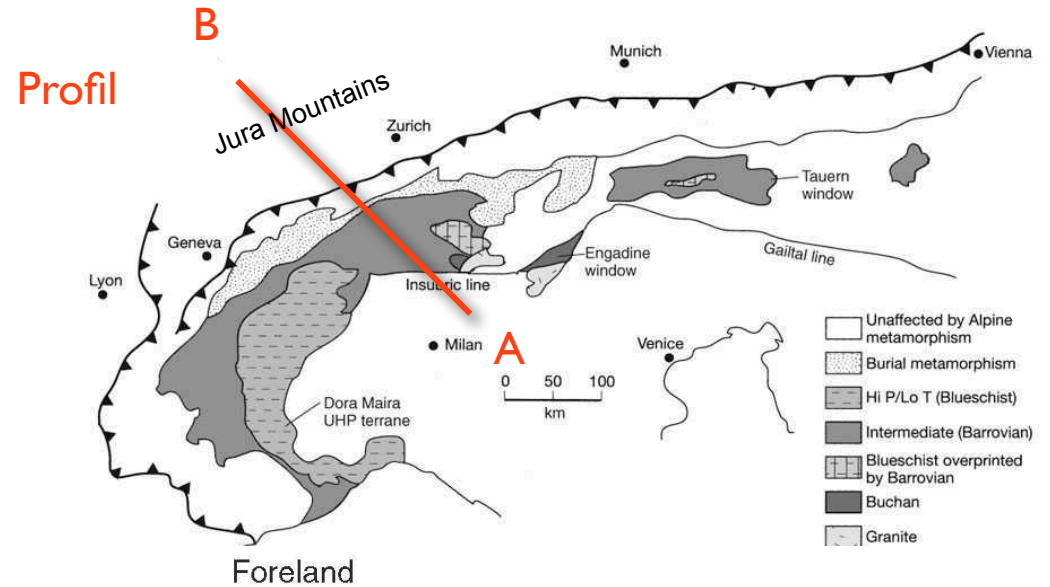 B
Profil
Jura Mountains
Munich
Vienna
Zurich
Tauern
window
Geneva
Engadine
window
Gailtal line
Lyon
Insubric line
Milan
A
Venice
0 50 100
km
Dora Maira
UHP terrane
Unaffected by Alpine
metamorphism
Burial metamorphism
Hi P/Lo T (Blueschist)
Intermediate (Barrovian)
Blueschist overprinted
by Barrovian
Buchan
Granite
Foreland